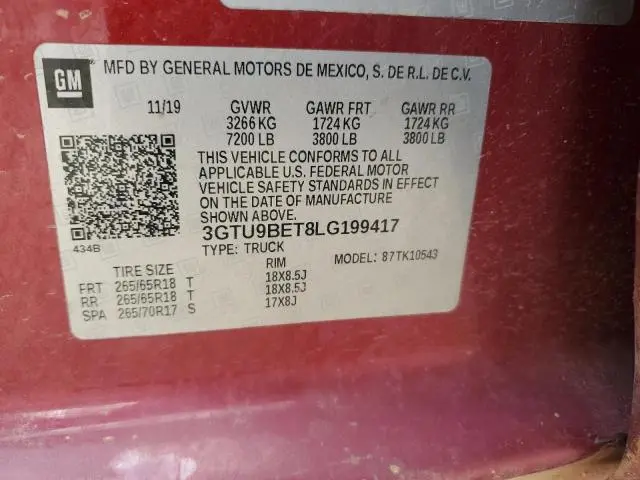 GM
MFD BY GENERAL MOTORS DE MEXICO, S. DE R.L. DE C.V.
11/19 GVWR GAWR FRT GAWR RR
3266 KG 1724 KG 1724 KG
7200 LB 3800 LB 3800 LB
THIS VEHICLE CONFORMS TO ALL
APPLICABLE U.S. FEDERAL MOTOR
VEHICLE SAFETY STANDARDS IN EFFECT
ON THE DATE OF MANUFACTURE
SHOWN ABOVE.
434B
3GTU9BET8LG199417
TYPE: TRUCK MODEL: 87TK10543
TIRE SIZE RIM
FRT 265/65R18 T 18X8.5J
RR 265/65R18 T 18X8.5J
SPA 265/70R17 S 17X8J